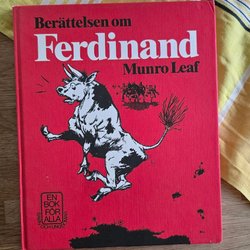 Berättelsen om
Ferdinand
Munro Leaf
EN
BOK
FÖR
ALLA